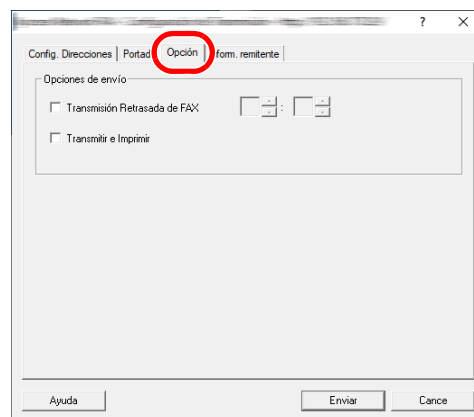 ? ×
Config. Direcciones Portad Opción form. remitente
Opciones de envío
Transmisión Retrasada de FAX :
Transmitir e Imprimir
Ayuda Enviar Cance